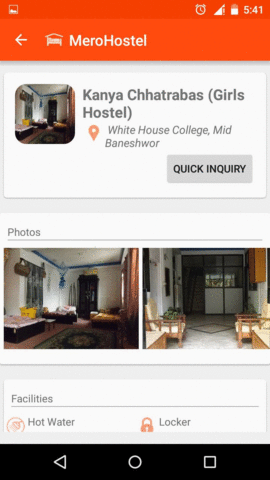 5:41
MeroHostel
Kanya Chhatrabas (Girls
Hostel)
White House College, Mid
Baneshwor
QUICK INQUIRY
Photos
Facilities
Hot Water
Locker